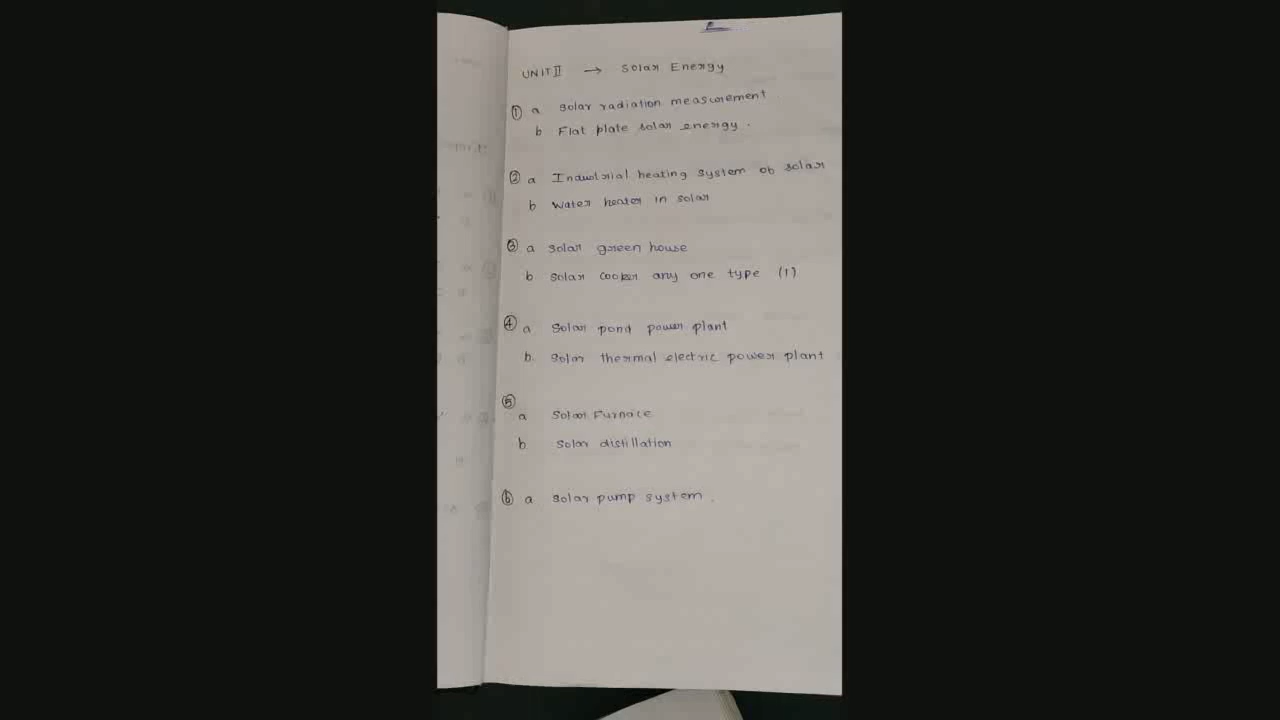 UNIT II → Solar Energy
① a solar radiation measurement
b Flat plate solar energy.
② a Industrial heating system of solar
b Water heater in solar
③ a solar green house
b solar cooker any one type (1)
④ a Solar pond power plant
b. Solar thermal electric power plant
⑤
a Solar Furnace
b. Solar distillation
⑥ a solar pump system.